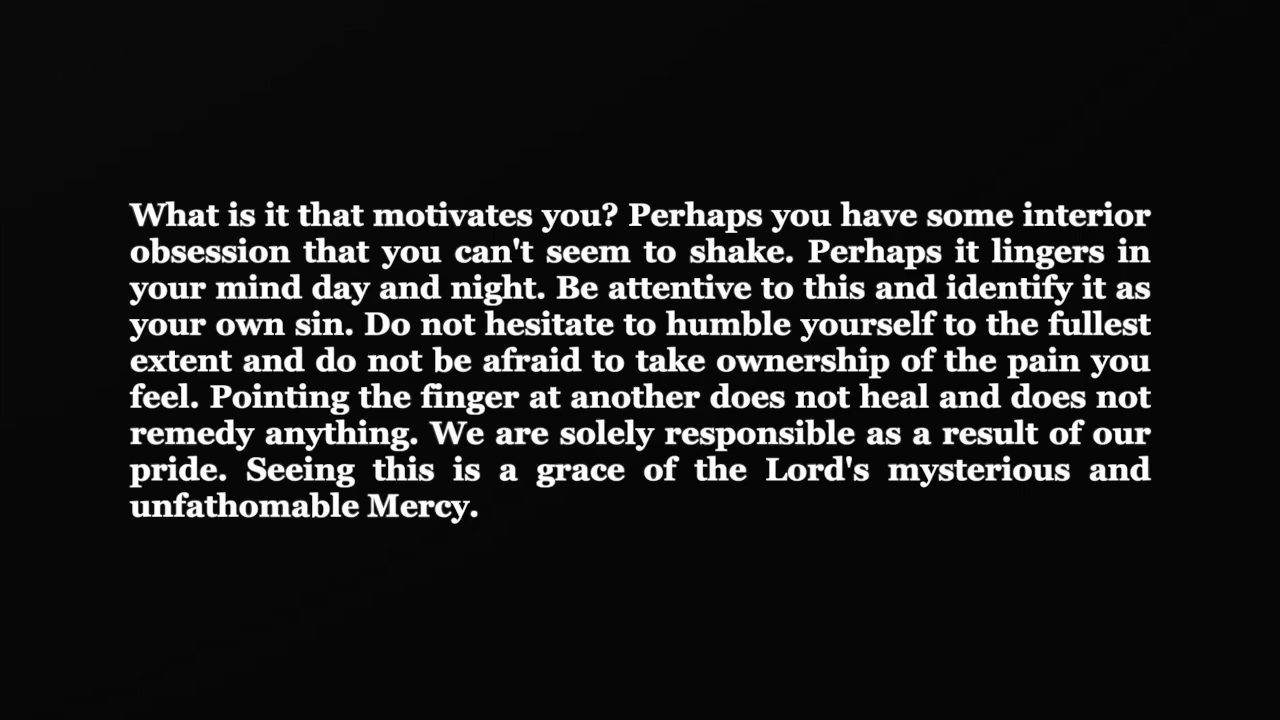 What is it that motivates you? Perhaps you have some interior
obsession that you can't seem to shake. Perhaps it lingers in
your mind day and night. Be attentive to this and identify it as
your own sin. Do not hesitate to humble yourself to the fullest
extent and do not be afraid to take ownership of the pain you
feel. Pointing the finger at another does not heal and does not
remedy anything. We are solely responsible as a result of our
pride. Seeing this is a grace of the Lord's mysterious and
unfathomable Mercy.